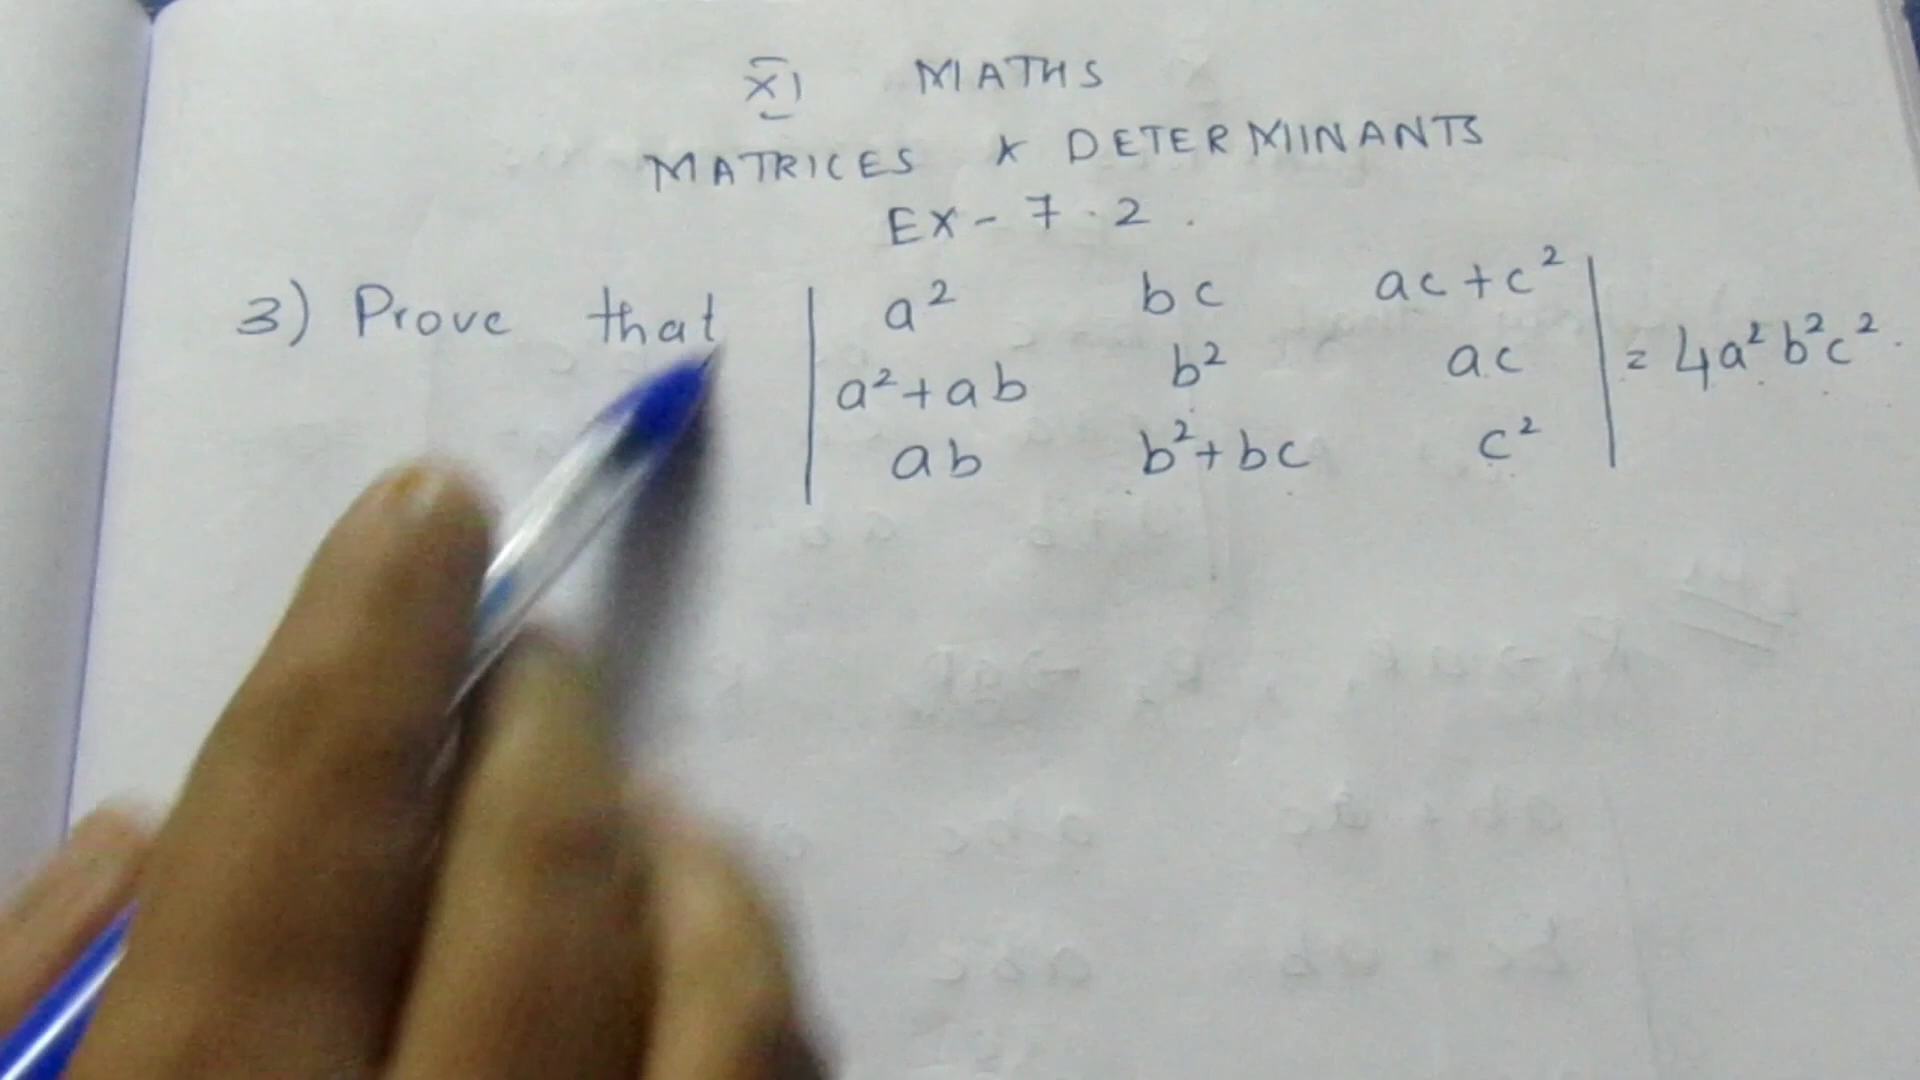 XI MATHS
MATRICES & DETERMINANTS
EX - 7.2.
3) Prove that | a² bc ac+c² |
| a²+ab b² ac | = 4a²b²c².
| ab b²+bc c² |